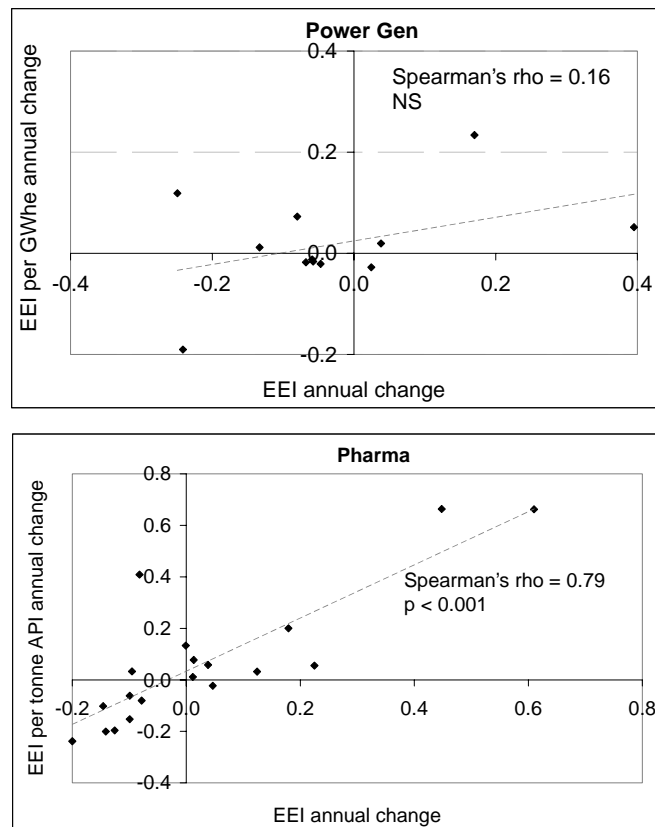 Power Gen
0.4
Spearman's rho = 0.16
NS
0.2
0.0
-0.4 -0.2 0.0 0.2 0.4
-0.2
EEI per GWhe annual change
EEI annual change
Pharma
0.8
0.6
0.4
Spearman's rho = 0.79
p < 0.001
0.2
0.0
-0.2 0.0 0.2 0.4 0.6 0.8
-0.2
-0.4
EEI per tonne API annual change
EEI annual change